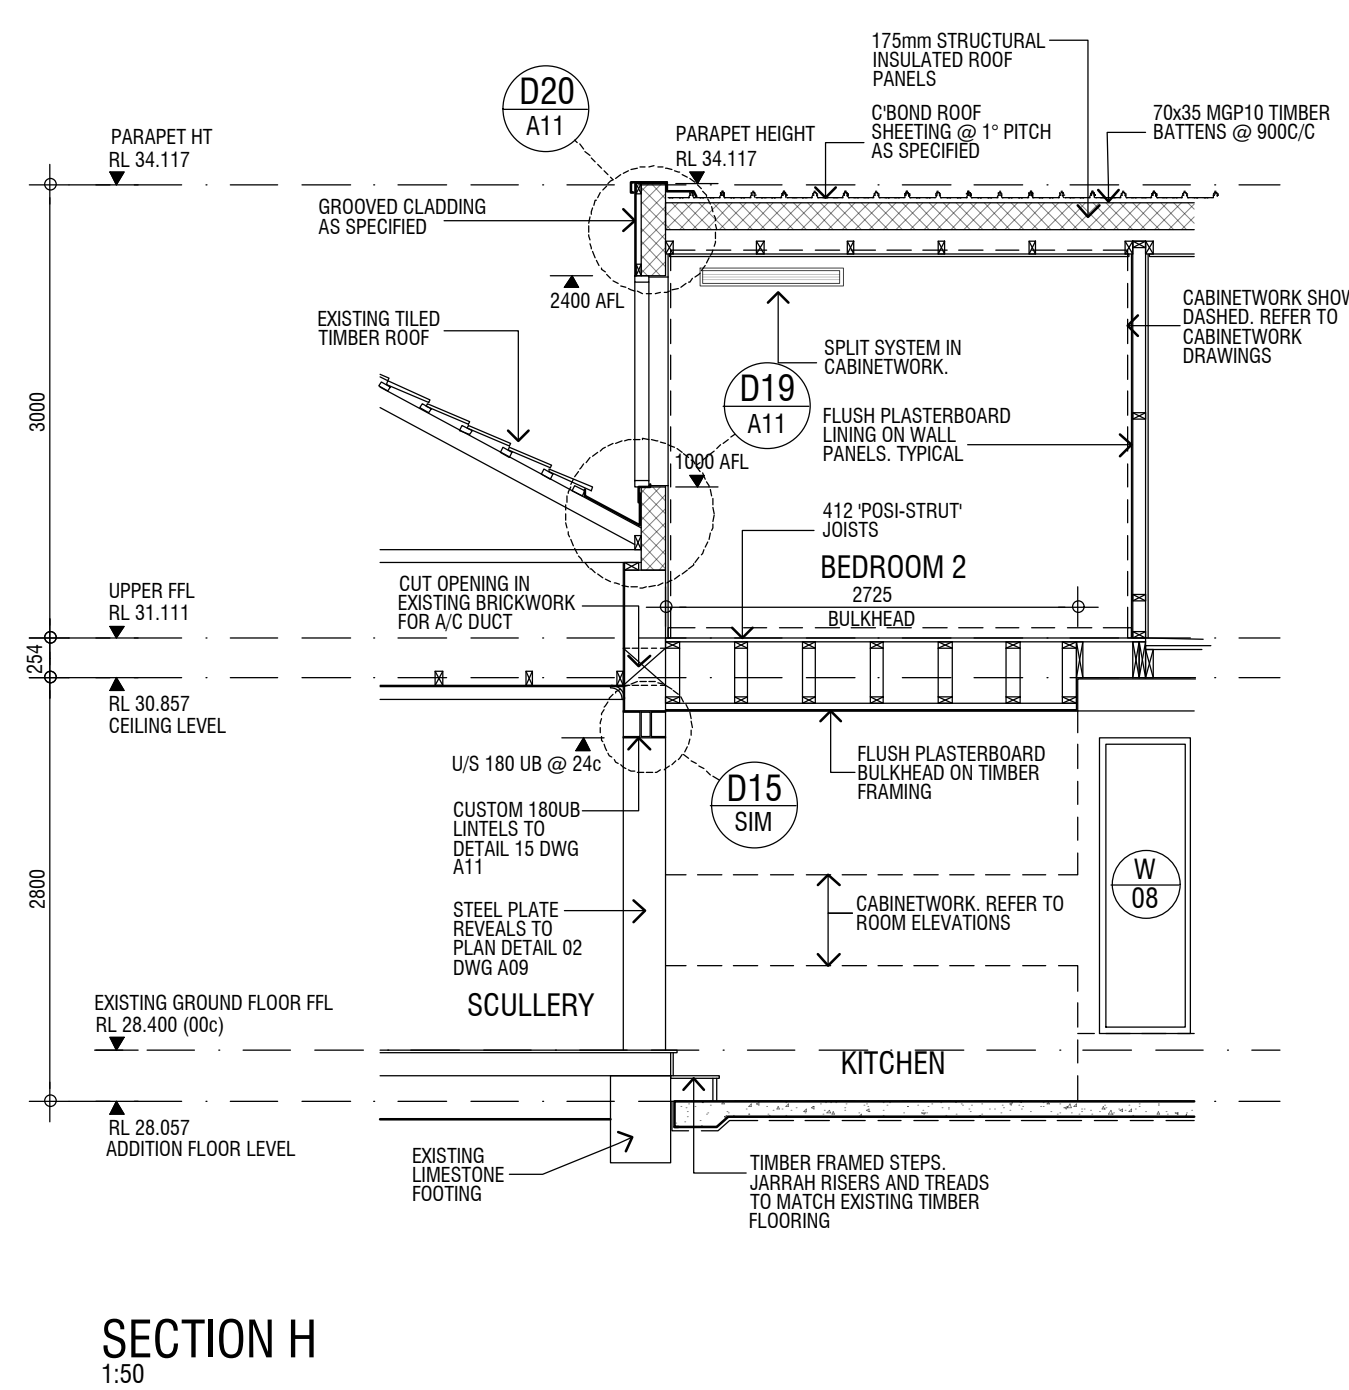 175mm STRUCTURAL
INSULATED ROOF
PANELS
D20
A11
C'BOND ROOF
SHEETING @ 1° PITCH
AS SPECIFIED
70x35 MGP10 TIMBER
BATTENS @ 900C/C
PARAPET HT
RL 34.117
PARAPET HEIGHT
RL 34.117
GROOVED CLADDING
AS SPECIFIED
2400 AFL
EXISTING TILED
TIMBER ROOF
CABINETWORK SHOW
DASHED. REFER TO
CABINETWORK
DRAWINGS
SPLIT SYSTEM IN
CABINETWORK.
D19
A11
3000
FLUSH PLASTERBOARD
LINING ON WALL
PANELS. TYPICAL
1000 AFL
412 'POSI-STRUT'
JOISTS
BEDROOM 2
2725
BULKHEAD
CUT OPENING IN
EXISTING BRICKWORK
FOR A/C DUCT
UPPER FFL
RL 31.111
254
RL 30.857
CEILING LEVEL
U/S 180 UB @ 24c
FLUSH PLASTERBOARD
BULKHEAD ON TIMBER
FRAMING
D15
SIM
CUSTOM 180UB
LINTELS TO
DETAIL 15 DWG
A11
2800
W
08
STEEL PLATE
REVEALS TO
PLAN DETAIL 02
DWG A09
CABINETWORK. REFER TO
ROOM ELEVATIONS
SCULLERY
EXISTING GROUND FLOOR FFL
RL 28.400 (00c)
KITCHEN
RL 28.057
ADDITION FLOOR LEVEL
EXISTING
LIMESTONE
FOOTING
TIMBER FRAMED STEPS.
JARRAH RISERS AND TREADS
TO MATCH EXISTING TIMBER
FLOORING
SECTION H
1:50